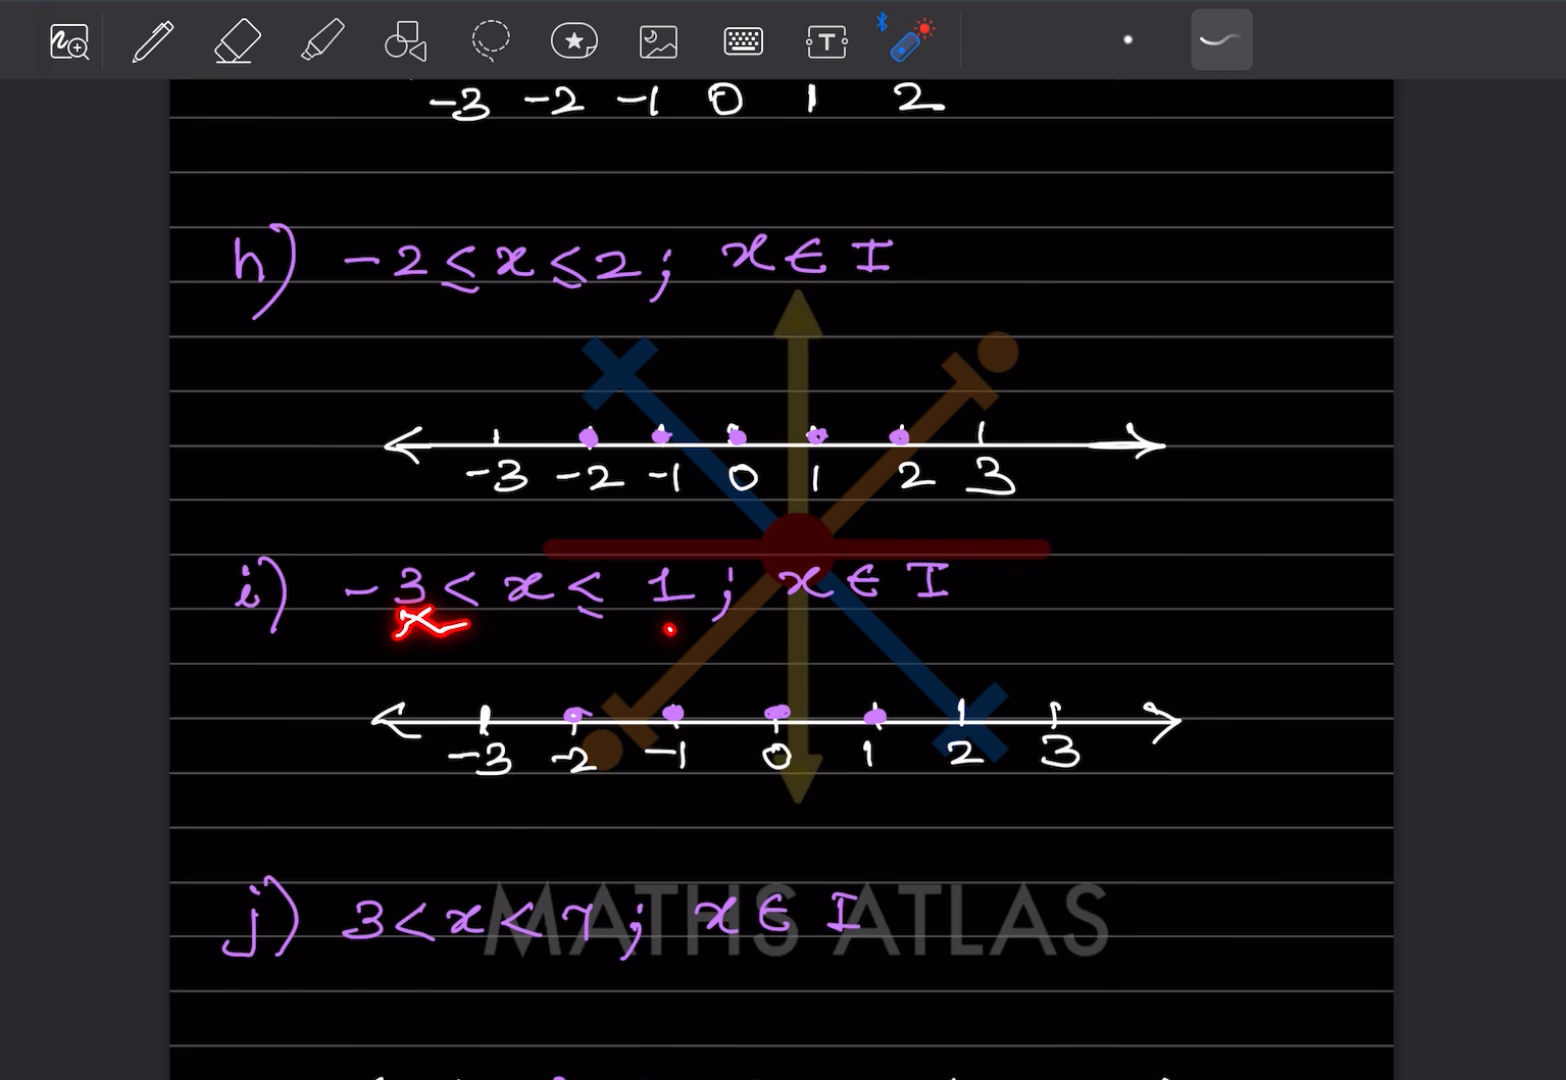 -3 -2 -1 0 1 2
h) -2 ≤ x ≤ 2; x ∈ I
-3 -2 -1 0 1 2 3
i) -3 < x ≤ 1; x ∈ I
-3 -2 -1 0 1 2 3
j) 3 < x < 7; x ∈ I
MATHS ATLAS